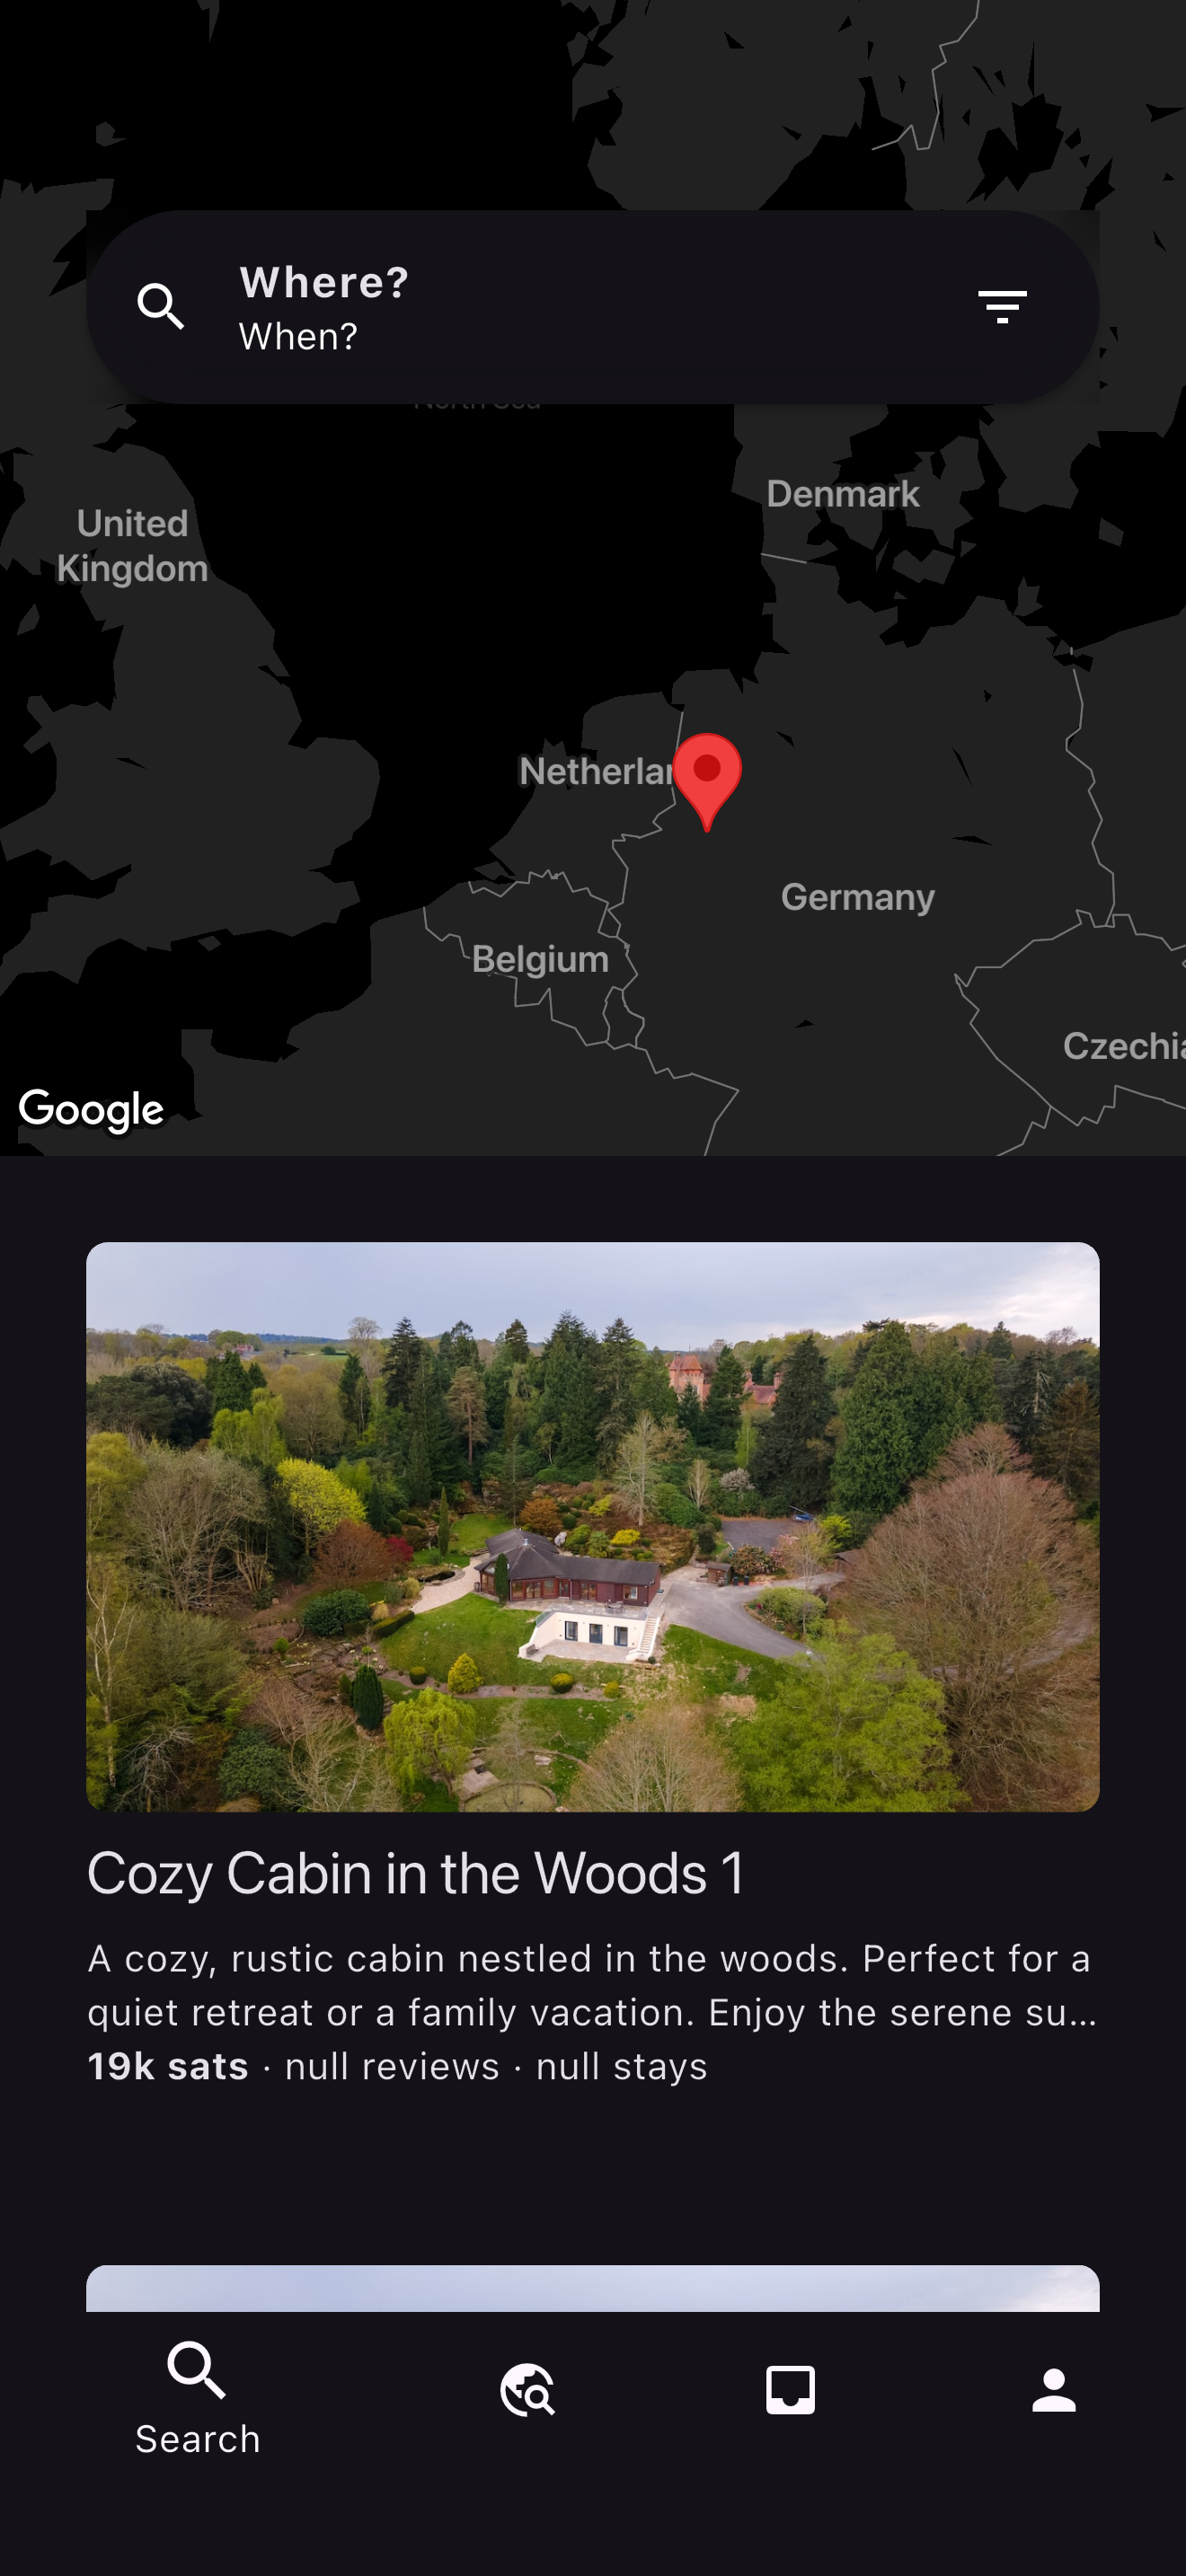 Where?
When?
North Sea
Denmark
United
Kingdom
Netherlan
Germany
Belgium
Czechia
Google
Cozy Cabin in the Woods 1
A cozy, rustic cabin nestled in the woods. Perfect for a
quiet retreat or a family vacation. Enjoy the serene su...
19k sats · null reviews · null stays
Search